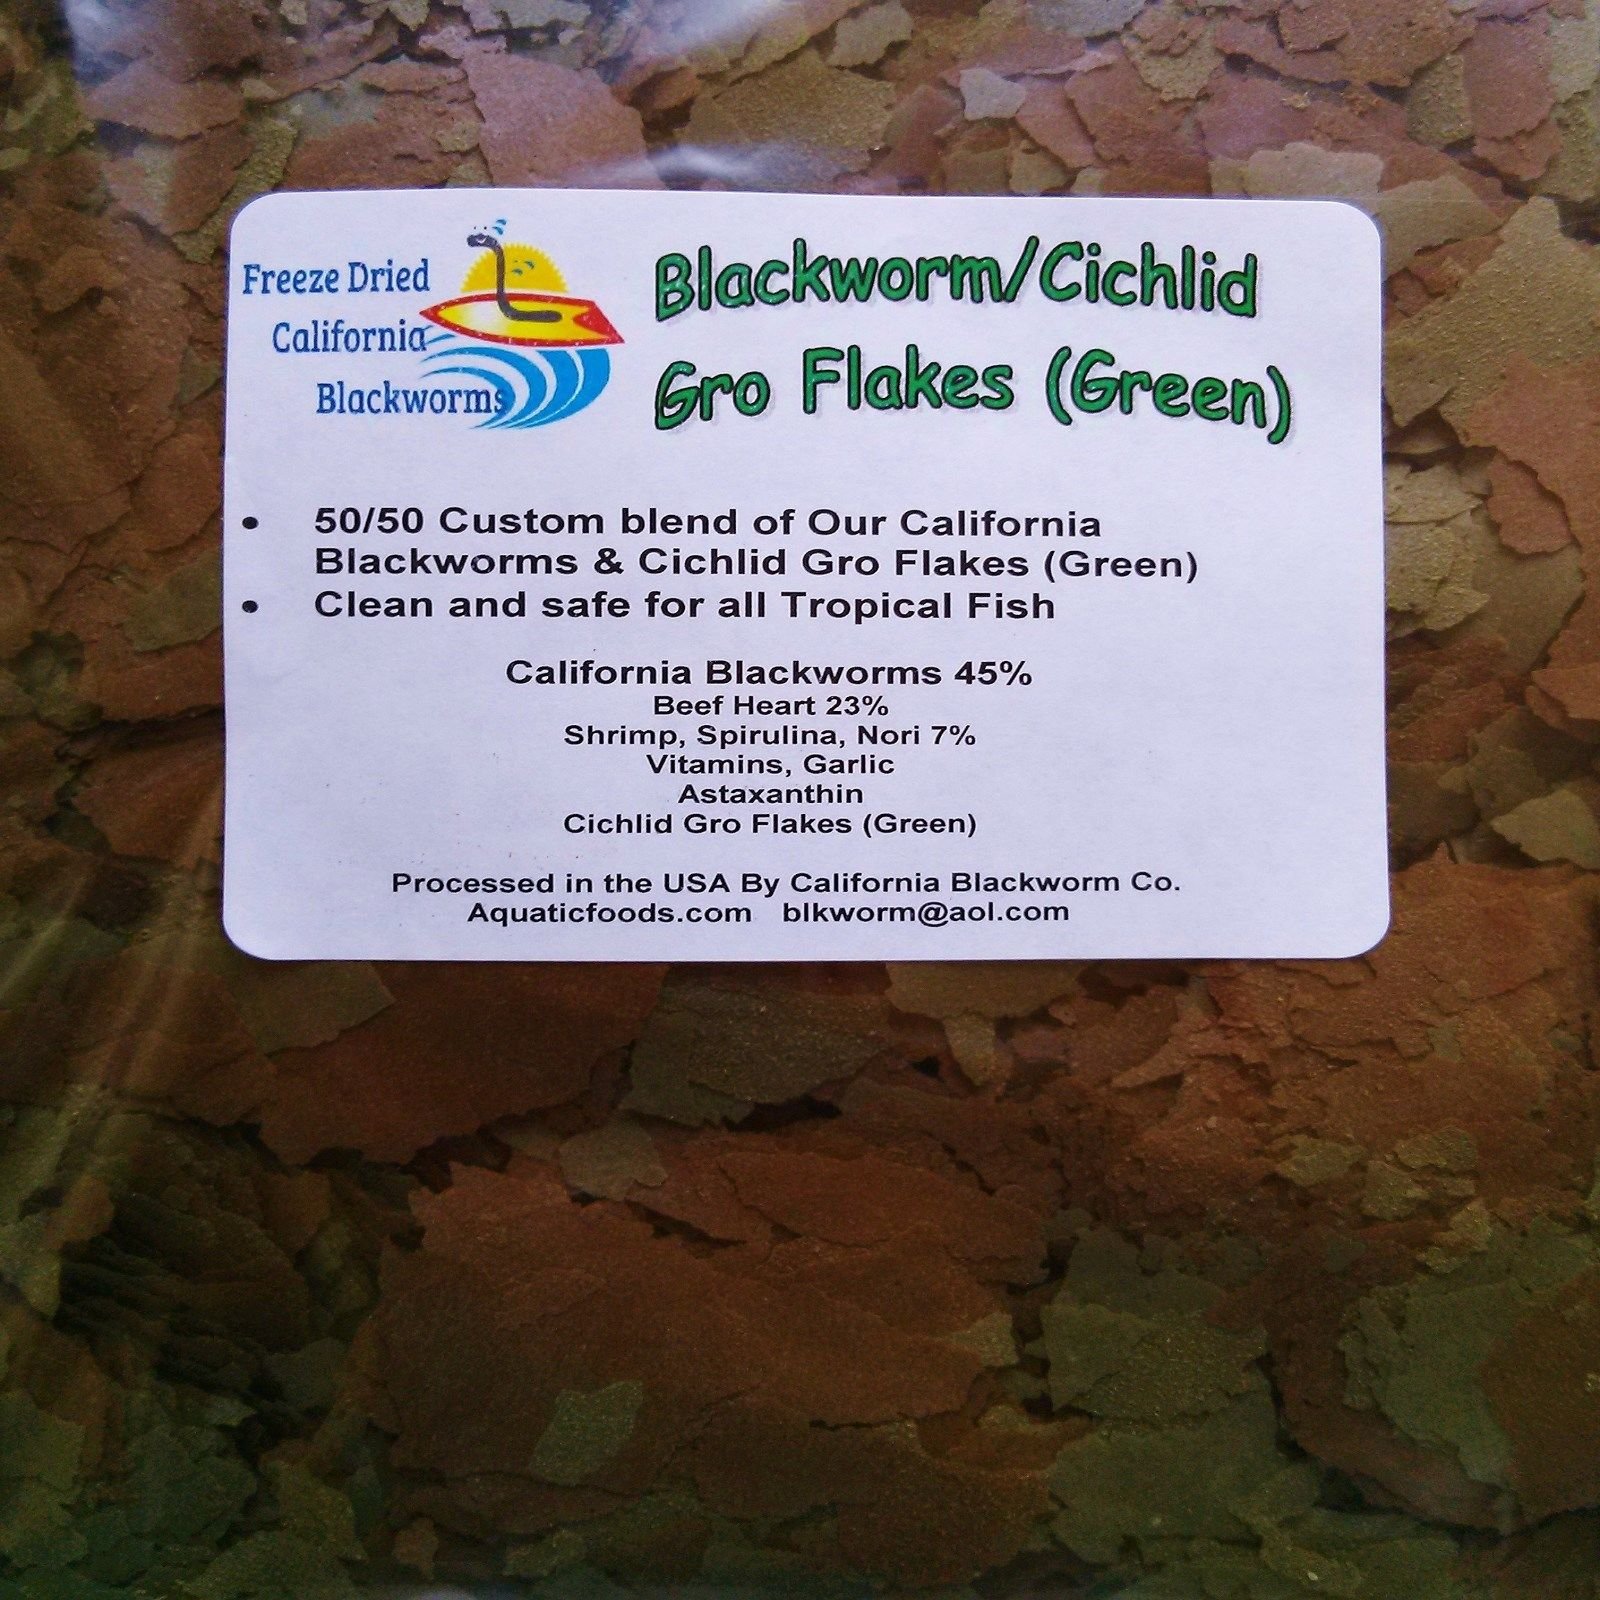 Freeze Dried
California
Blackworms
Blackworm/Cichlid
Gro Flakes (Green)
• 50/50 Custom blend of Our California
Blackworms & Cichlid Gro Flakes (Green)
• Clean and safe for all Tropical Fish
California Blackworms 45%
Beef Heart 23%
Shrimp, Spirulina, Nori 7%
Vitamins, Garlic
Astaxanthin
Cichlid Gro Flakes (Green)
Processed in the USA By California Blackworm Co.
Aquaticfoods.com blkworm@aol.com